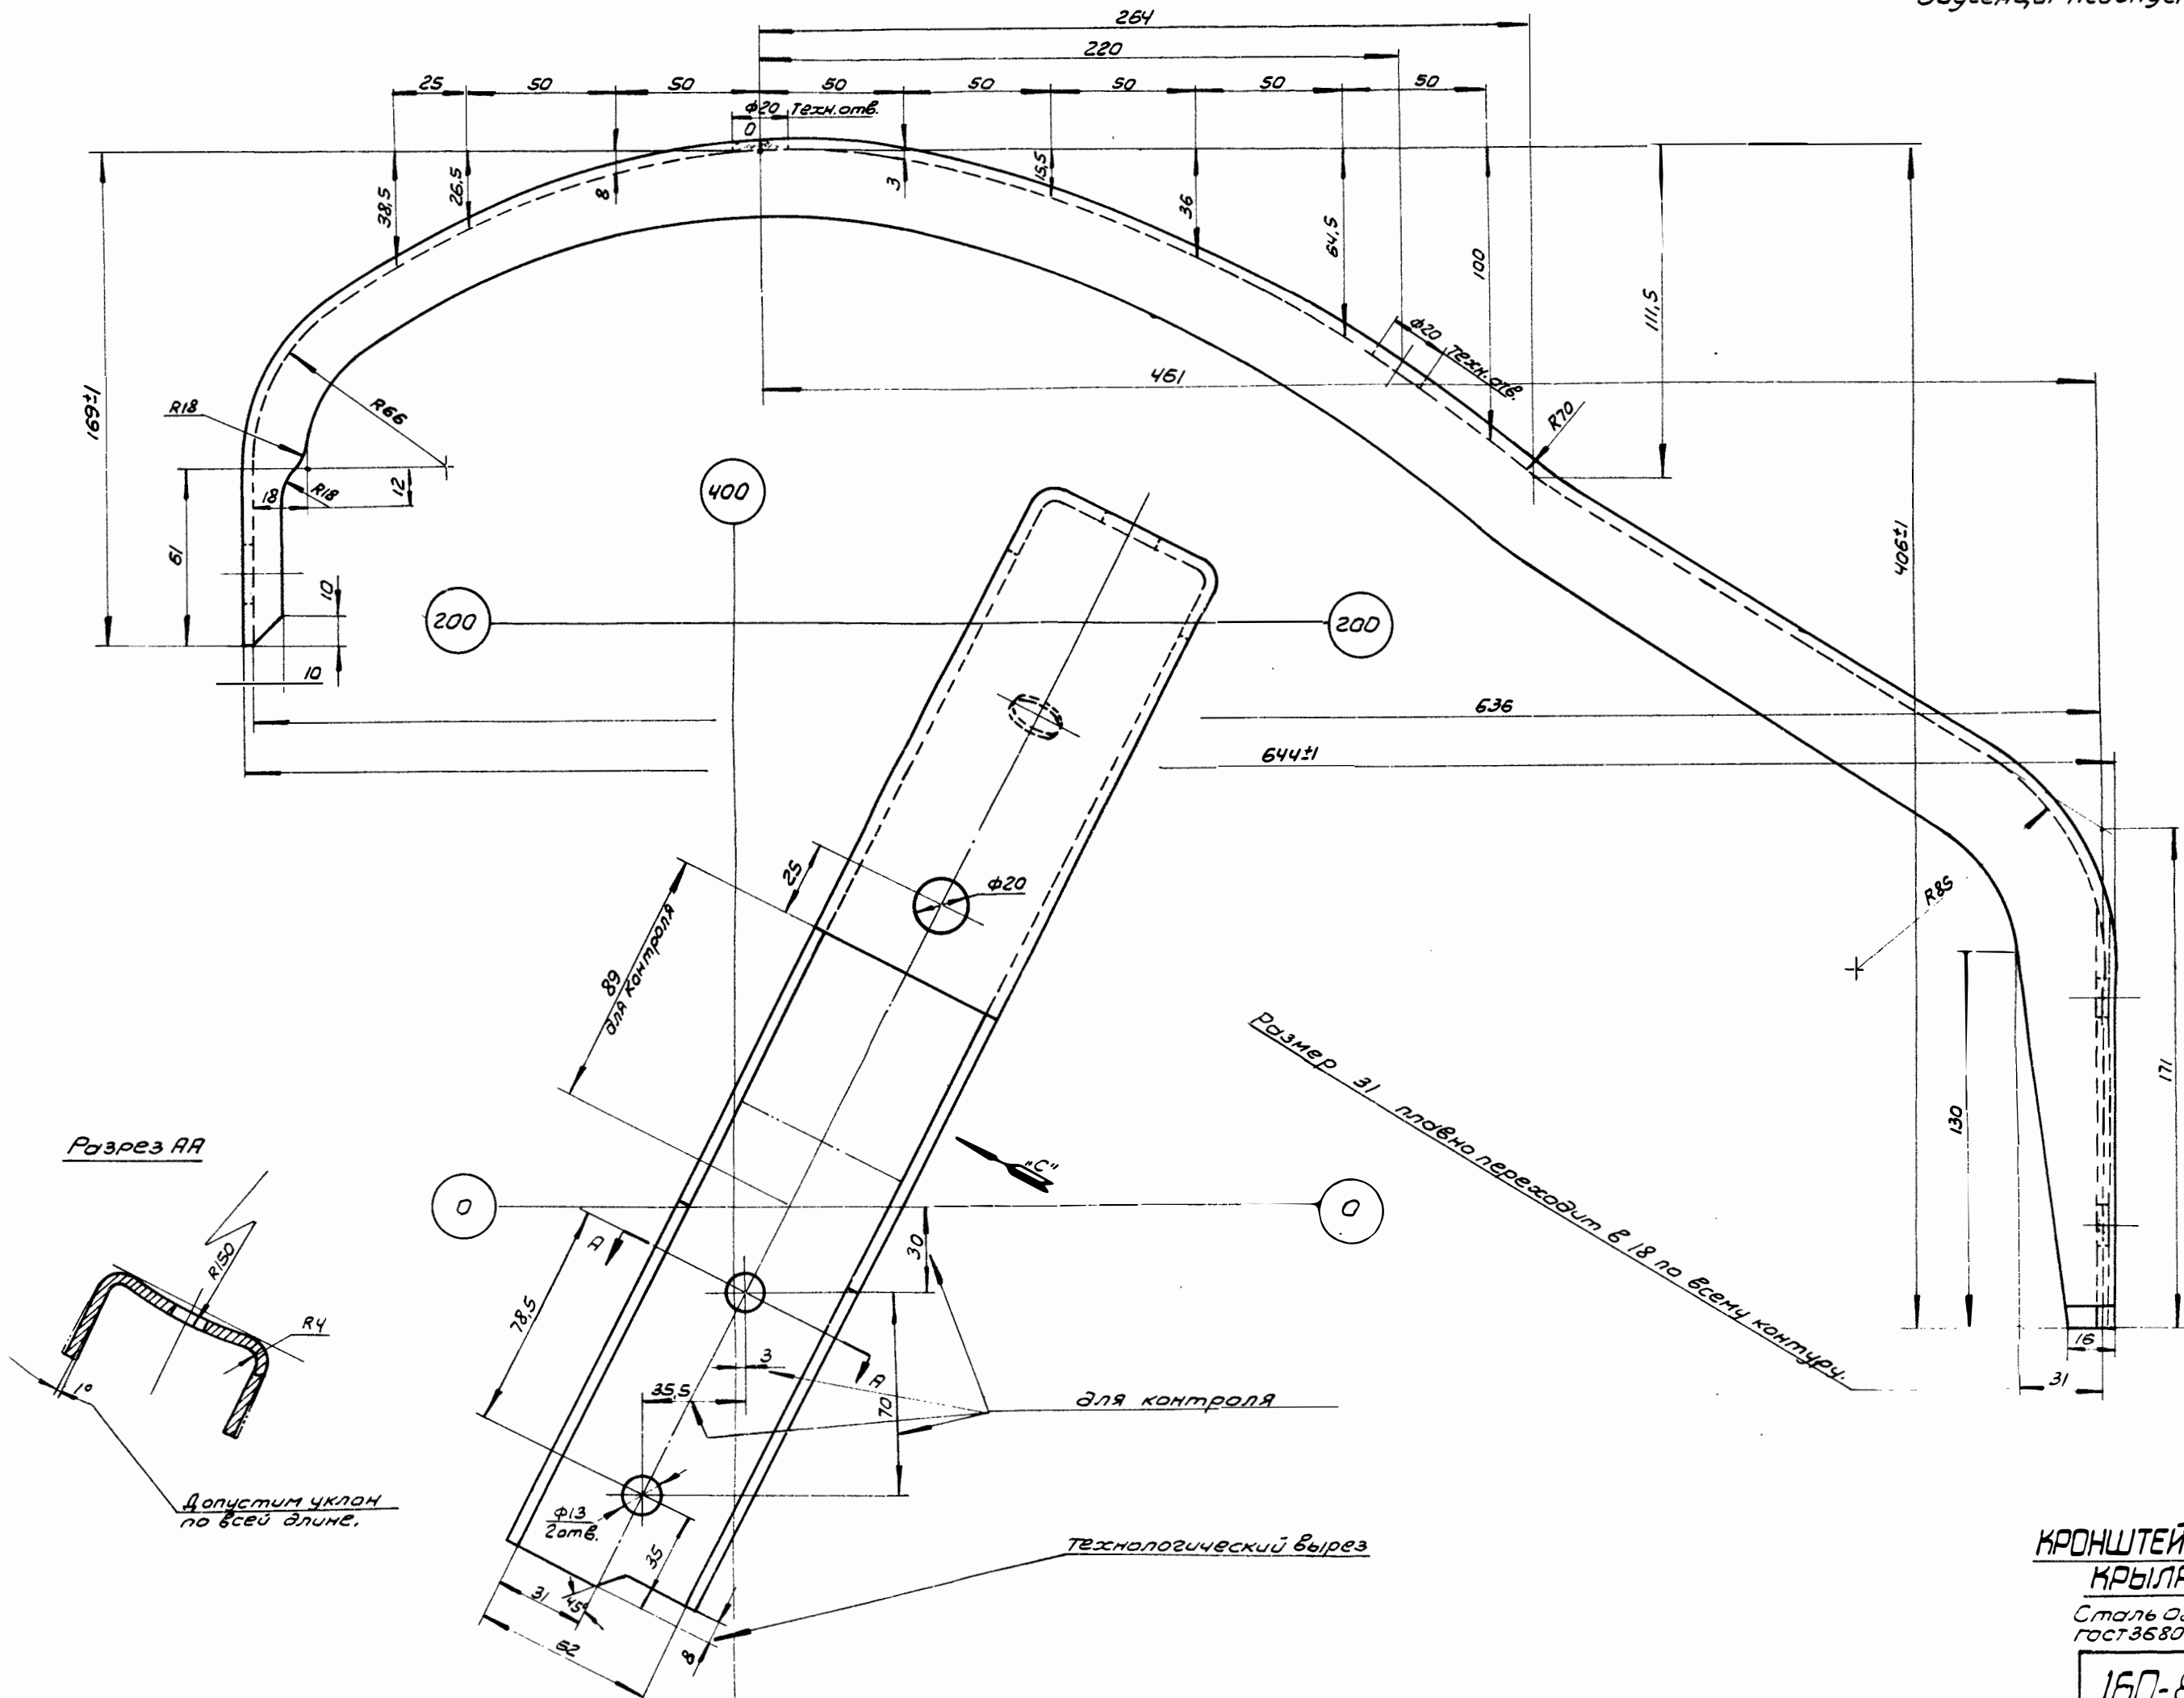 264
220
25 50 50 50 50 50 50 50
ф20 техн.отв.
0
38,5
26,5
8
3
15,5
36
64,5
100
111,5
ф20 техн.отв.
R70
461
169±1
R18
R66
18
R18
12
61
10
10
400
200
200
406±1
636
644±1
25
ф20
89
для контроля
R85
171
130
Размер 31 плавно переходит в 18 по всему контуру.
"С"
Разрез АА
R150
R4
1°
Допустим уклон
по всей длине.
0
0
А
30
78,5
3
А
35,5
70
для контроля
16
31
ф13
2отв.
35
технологический вырез
31
45°
62
8
КРОНШТЕЙ
КРЫЛ
Сталь
гост3680
160-